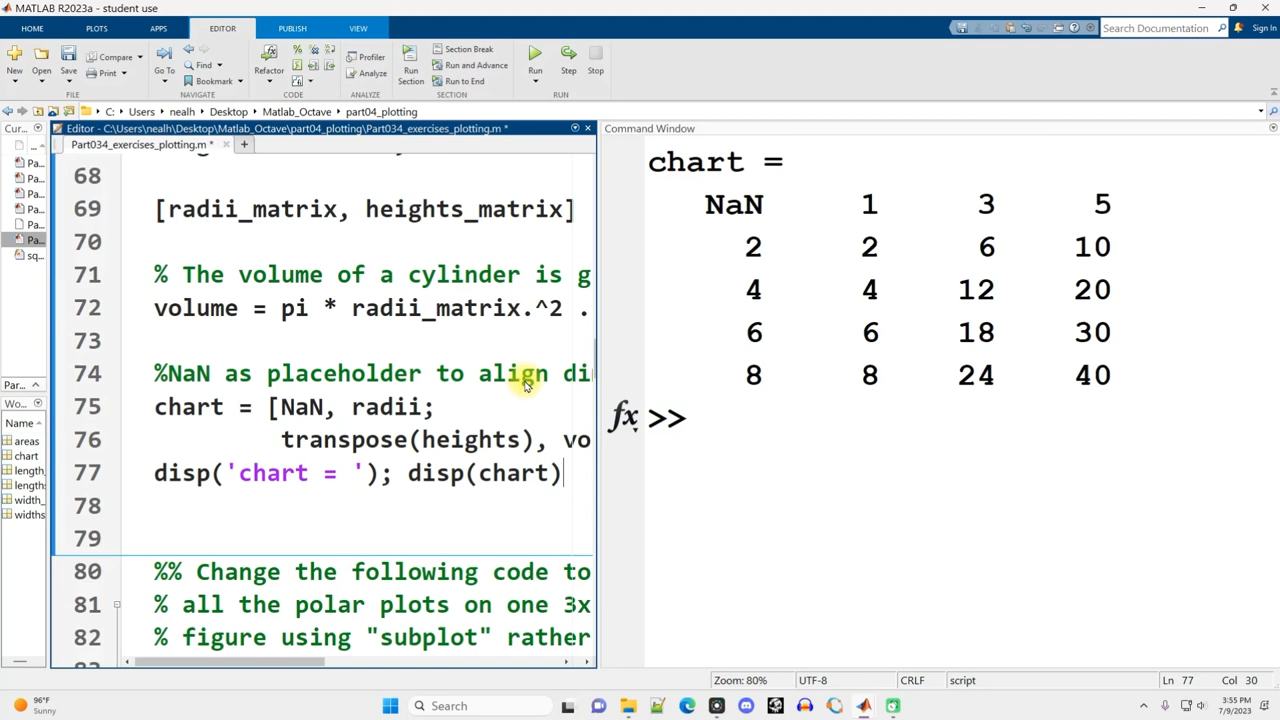 MATLAB R2023a - student use
HOME PLOTS APPS EDITOR PUBLISH VIEW
Search Documentation Sign In
New Open Save Compare Print
Go To Find Bookmark
Refactor
Profiler Analyze
Run Section
Section Break
Run and Advance
Run to End
Run Step Stop
FILE NAVIGATE CODE ANALYZE SECTION RUN
C: Users nealh Desktop Matlab_Octave part04_plotting
Cur...
Editor - C:\Users\nealh\Desktop\Matlab_Octave\part04_plotting\Part034_exercises_plotting.m *
Command Window
Part033_exercises_plotting.m *
68
69 [radii_matrix, heights_matrix]
70
71 % The volume of a cylinder is g
72 volume = pi * radii_matrix.^2 .
73
74 %NaN as placeholder to align di
75 chart = [NaN, radii;
76 transpose(heights), vo
77 disp('chart = '); disp(chart)
78
79
80 %% Change the following code to
81 % all the polar plots on one 3x
82 % figure using "subplot" rather
chart =
NaN 1 3 5
2 2 6 10
4 4 12 20
6 6 18 30
8 8 24 40
fx >>
Par...
Wo...
Name
areas
chart
length_
lengths
width_
widths
Zoom: 80% UTF-8 CRLF script Ln 77 Col 30
96°F
Sunny
Search
3:55 PM
7/9/2023